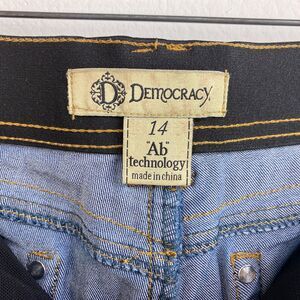 D DEMOCRACY
14
"Ab"
technology
made in china